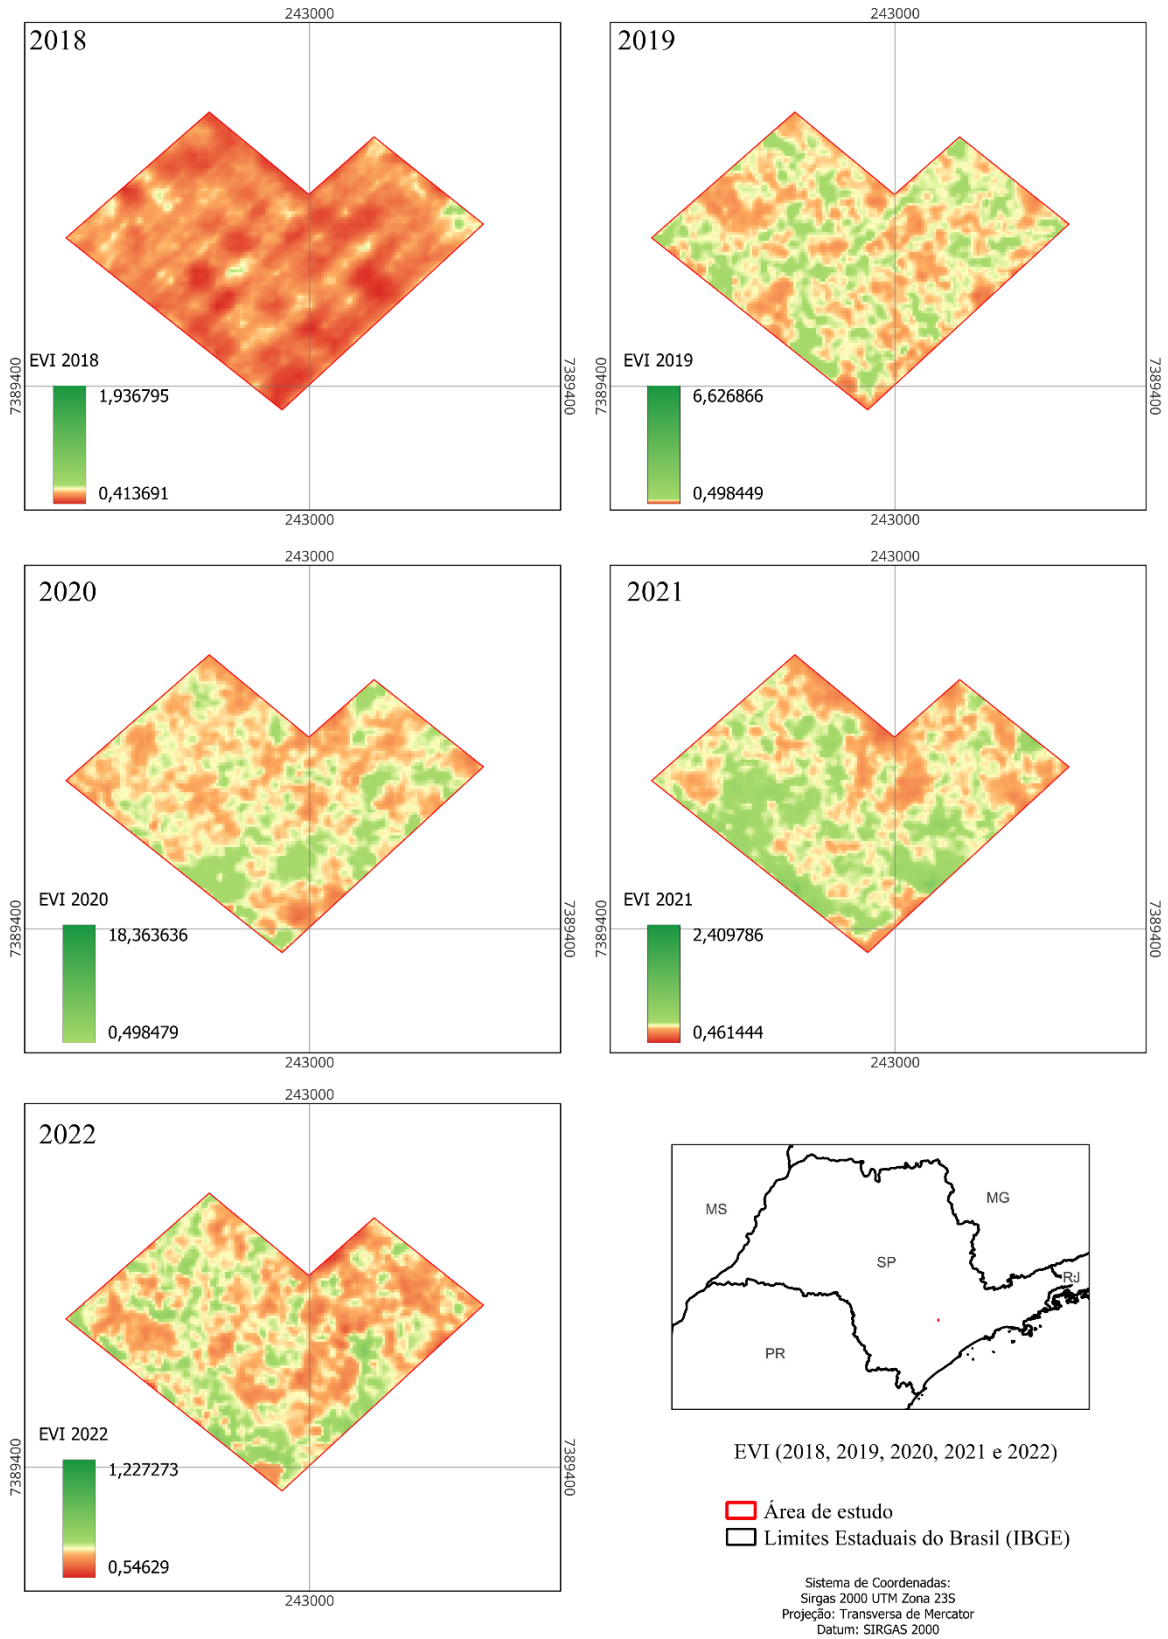 243000
2018
7389400
7389400
EVI 2018
1,936795
0,413691
243000
243000
2019
7389400
7389400
EVI 2019
6,626866
0,498449
243000
243000
2020
7389400
EVI 2020
18,363636
0,498479
243000
243000
2021
7389400
7389400
EVI 2021
2,409786
0,461444
243000
243000
2022
7389400
7389400
EVI 2022
1,227273
0,54629
243000
MS
MG
SP
RJ
PR
EVI (2018, 2019, 2020, 2021 e 2022)
Área de estudo
Limites Estaduais do Brasil (IBGE)
Sistema de Coordenadas:
Sirgas 2000 UTM Zona 23S
Projeção: Transversa de Mercator
Datum: SIRGAS 2000